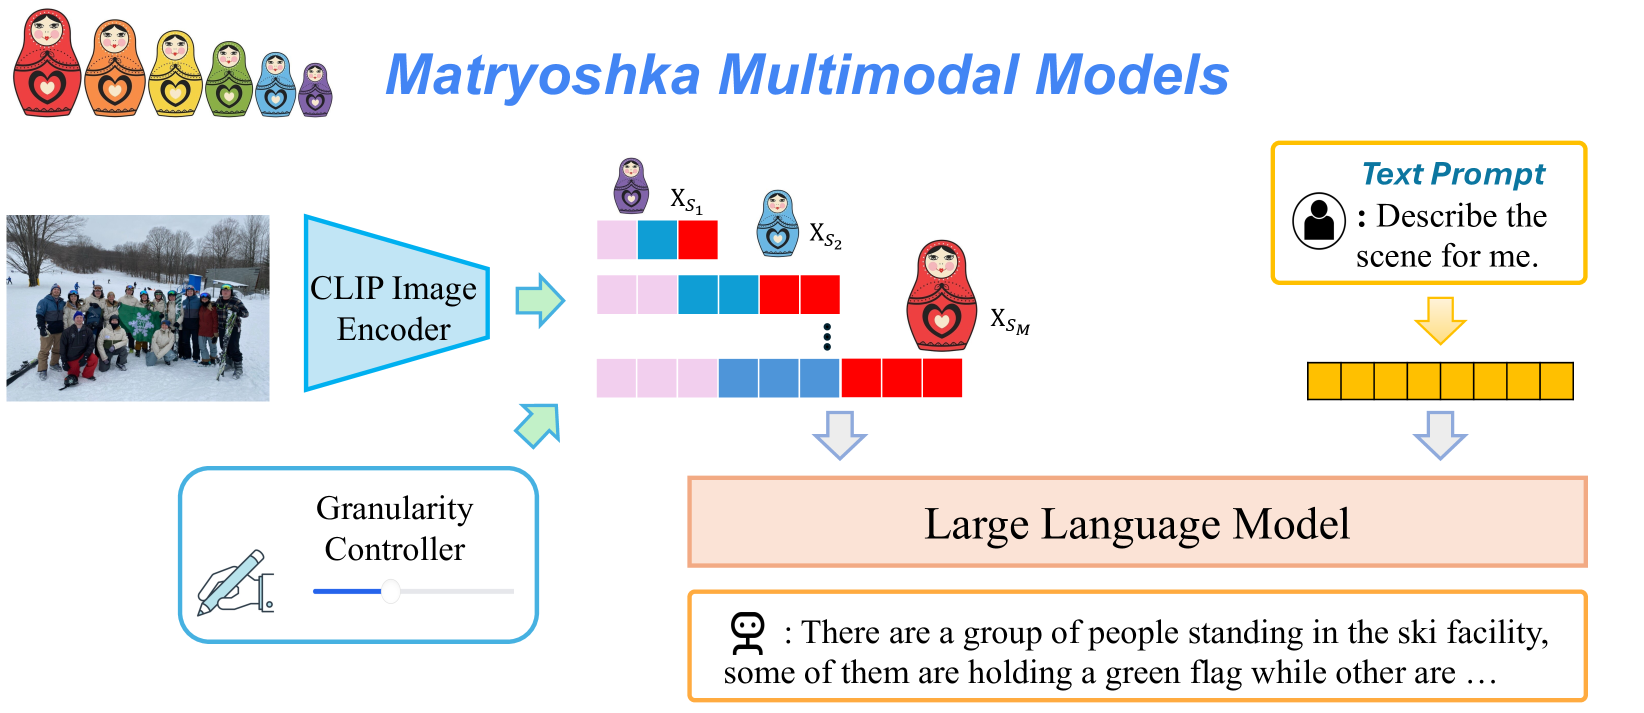 Matryoshka Multimodal Models
CLIP Image
Encoder
X_{S_1}
X_{S_2}
X_{S_M}
Text Prompt
: Describe the
scene for me.
Granularity
Controller
Large Language Model
: There are a group of people standing in the ski facility,
some of them are holding a green flag while other are …